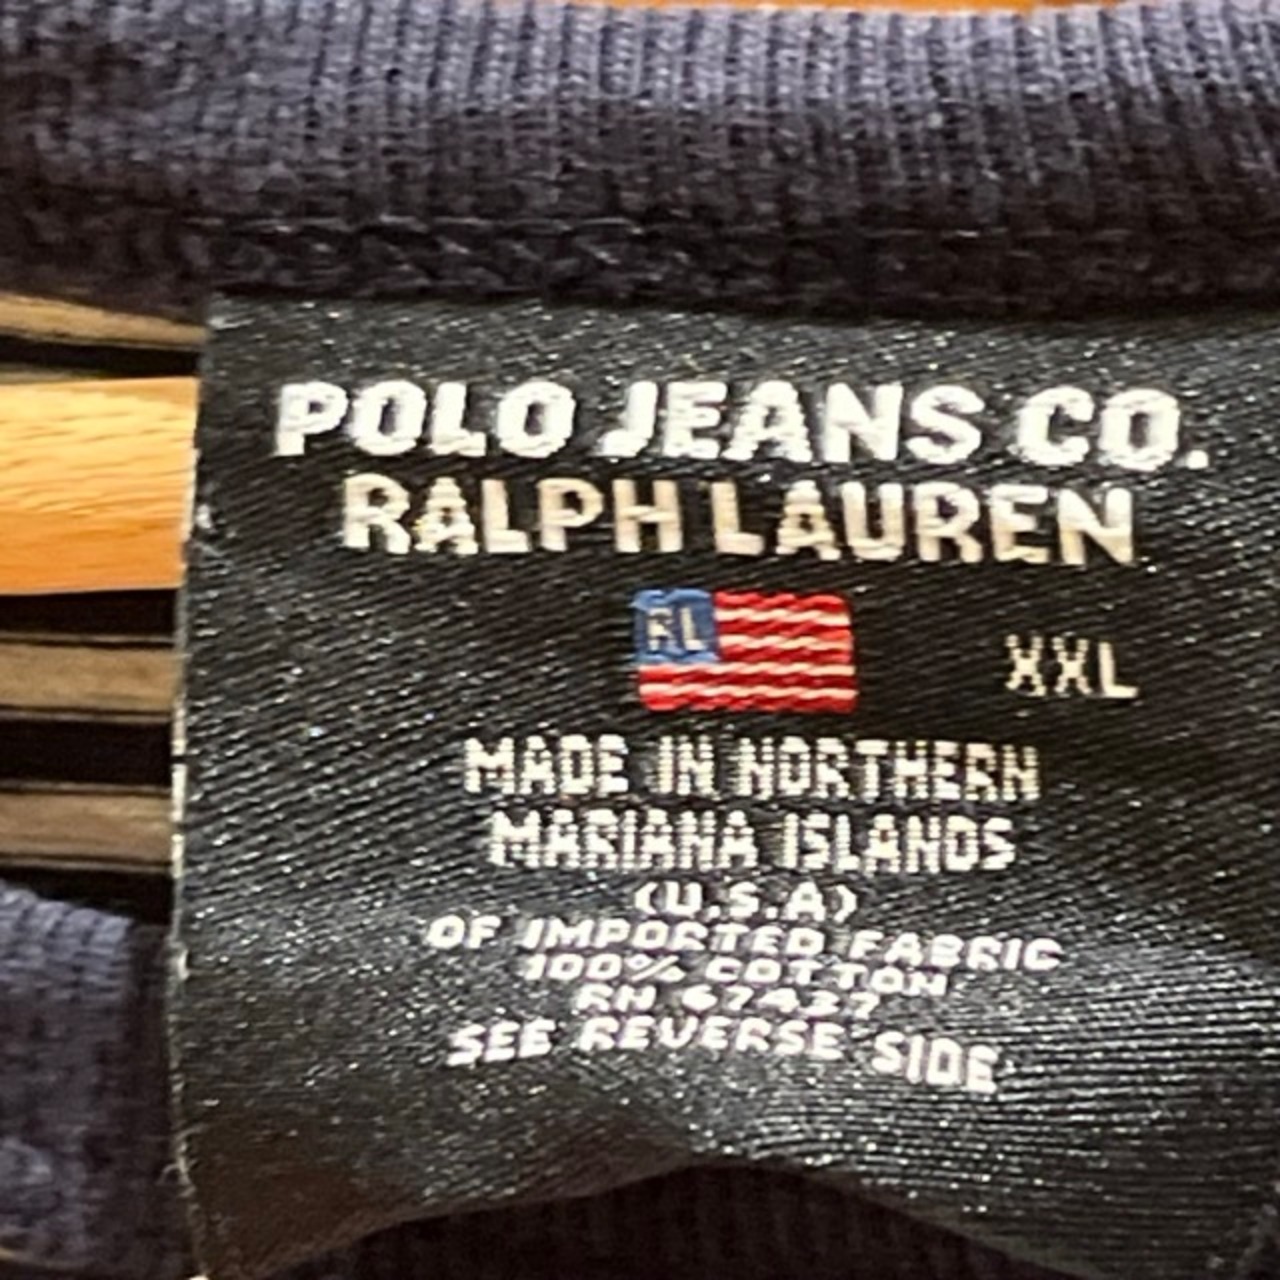 POLO JEANS CO.
RALPH LAUREN
RL
XXL
MADE IN NORTHERN
MARIANA ISLANDS
(U.S.A)
OF IMPORTED FABRIC
100% COTTON
RN 67437
SEE REVERSE SIDE